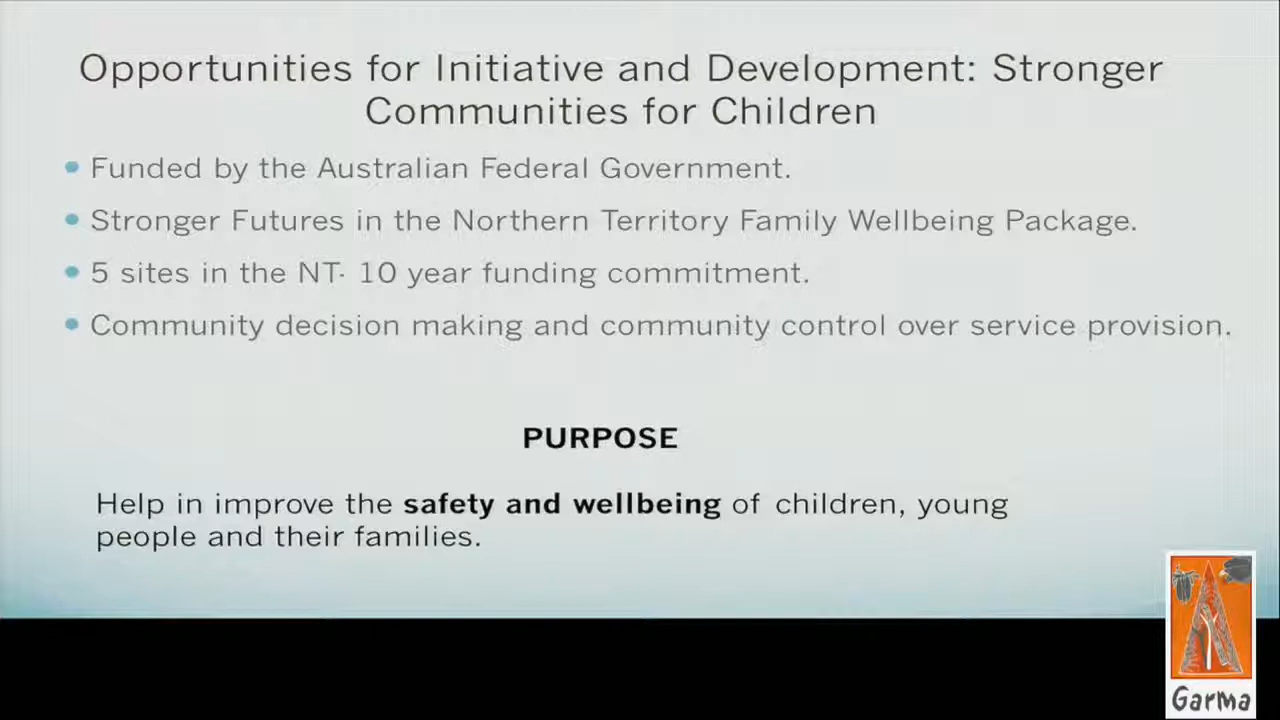 Opportunities for Initiative and Development: Stronger
Communities for Children
Funded by the Australian Federal Government.
Stronger Futures in the Northern Territory Family Wellbeing Package.
5 sites in the NT- 10 year funding commitment.
Community decision making and community control over service provision.
PURPOSE
Help in improve the safety and wellbeing of children, young
people and their families.
Garma